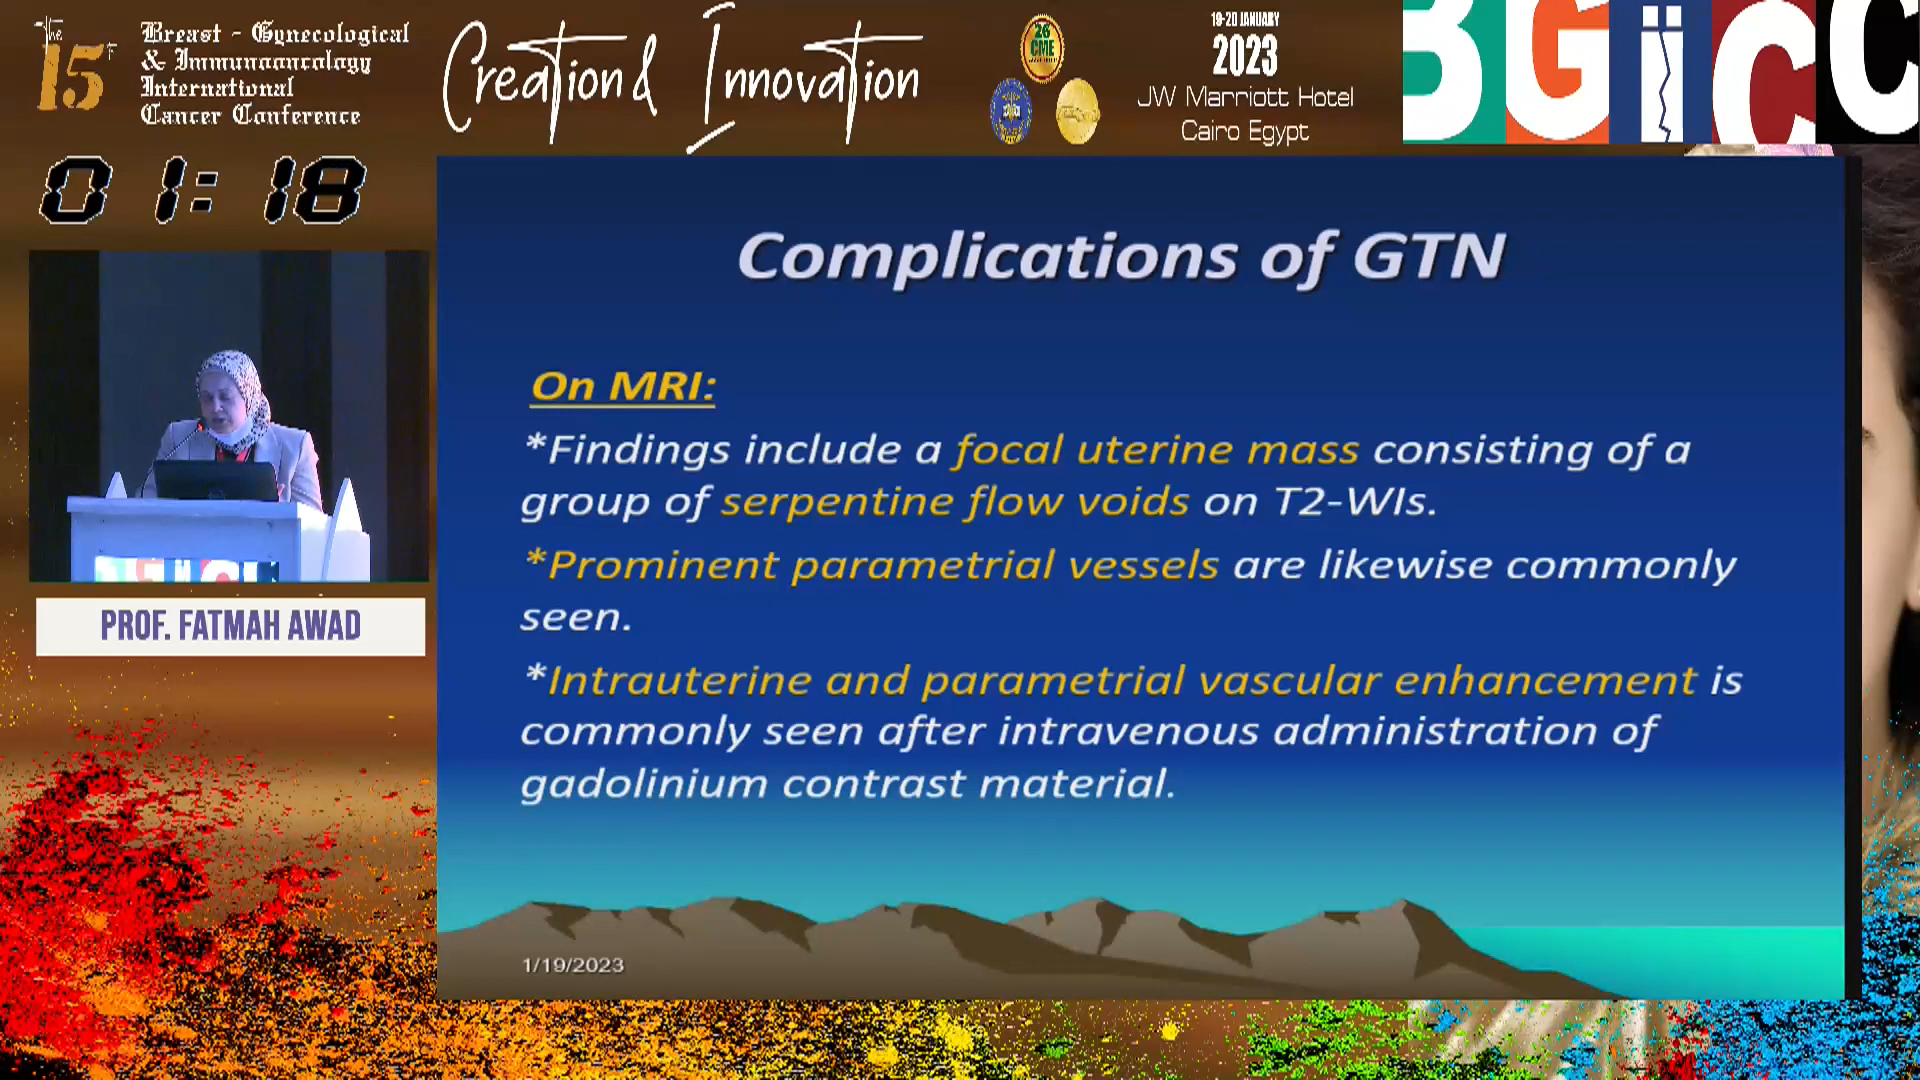 The
15th
Breast - Gynecological
& Immunooncology
International
Cancer Conference
Creation & Innovation
26
CME
19-20 JANUARY
2023
JW Marriott Hotel
Cairo Egypt
BGICC
01:18
Complications of GTN
On MRI:
*Findings include a focal uterine mass consisting of a
group of serpentine flow voids on T2-WIs.
*Prominent parametrial vessels are likewise commonly
seen.
*Intrauterine and parametrial vascular enhancement is
commonly seen after intravenous administration of
gadolinium contrast material.
1/19/2023
PROF. FATMAH AWAD